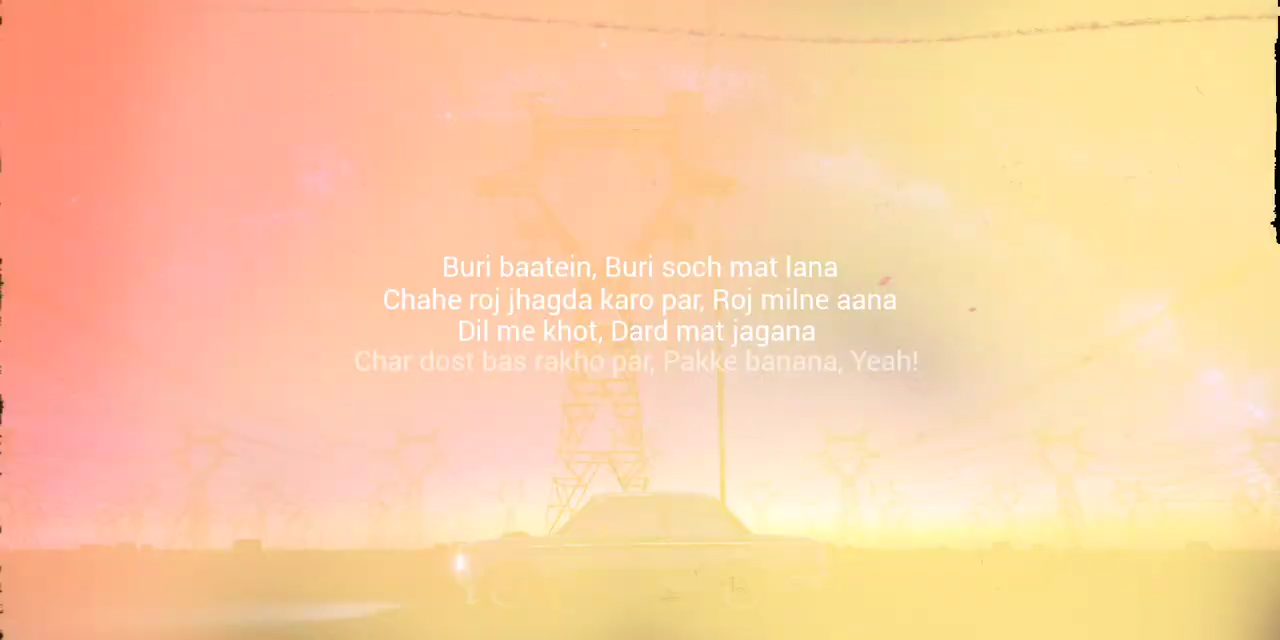 Buri baatein, Buri soch mat lana
Chahe roj jhagda karo par, Roj milne aana
Dil me khot, Dard mat jagana
Char dost bas rakho par, Pakke banana, Yeah!